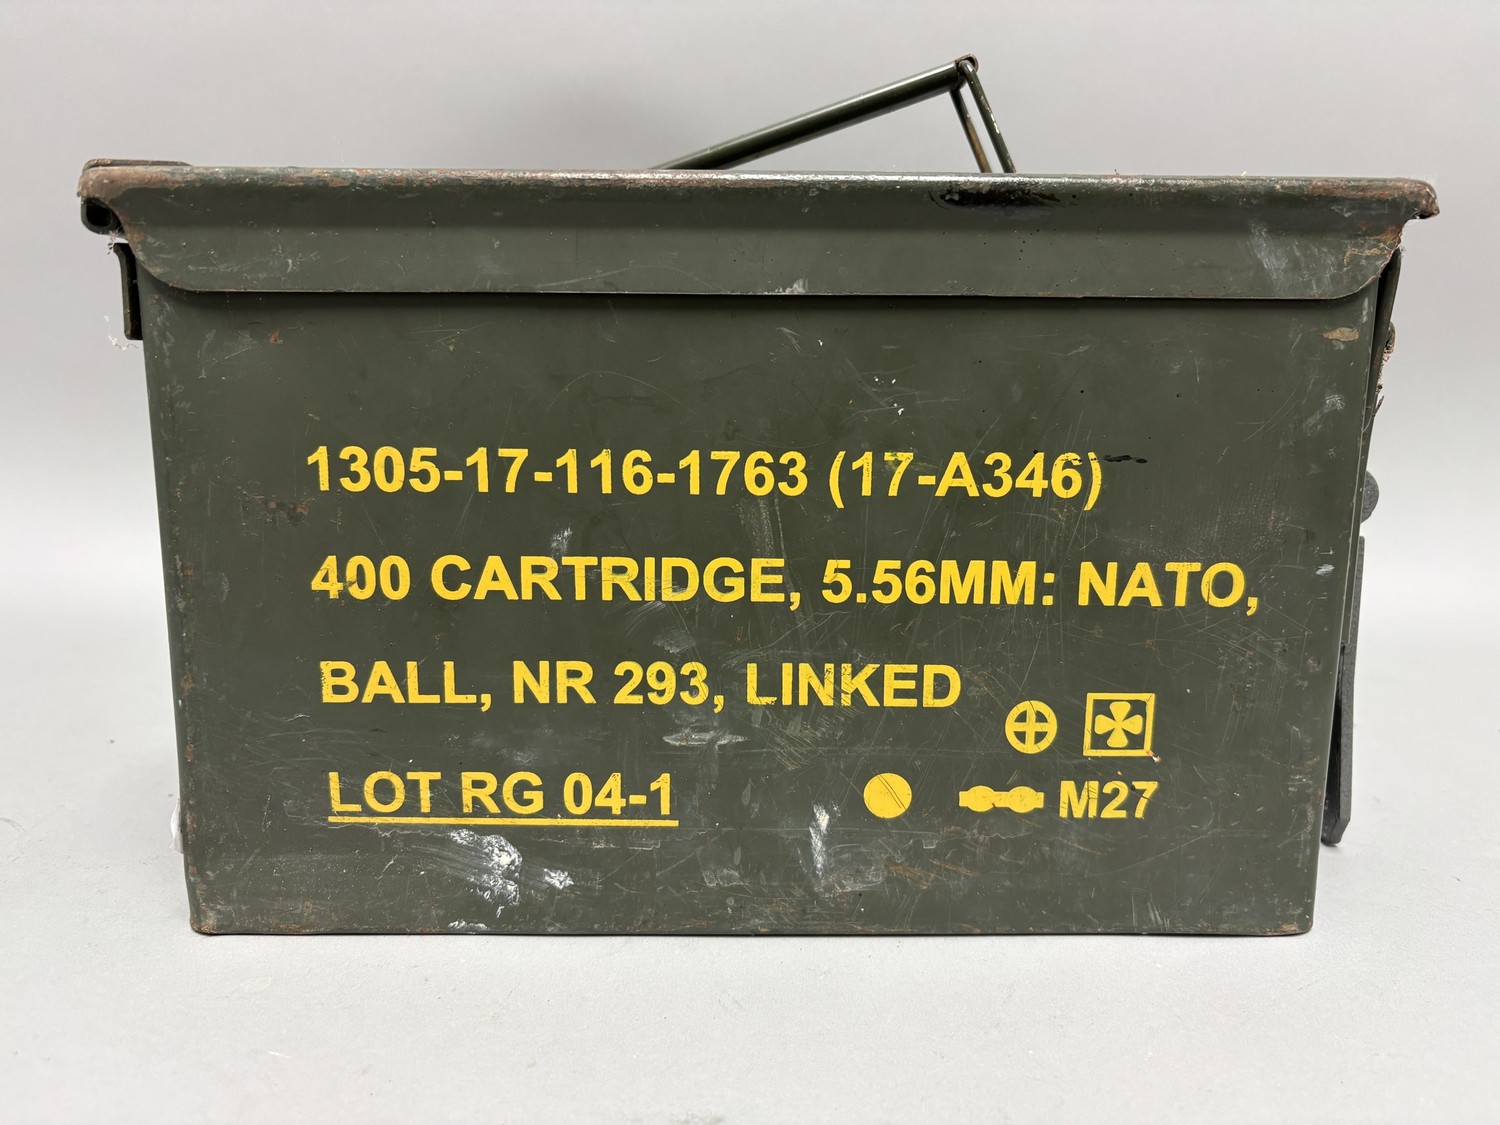 1305-17-116-1763 (17-A346)
400 CARTRIDGE, 5.56MM: NATO,
BALL, NR 293, LINKED
LOT RG 04-1
M27